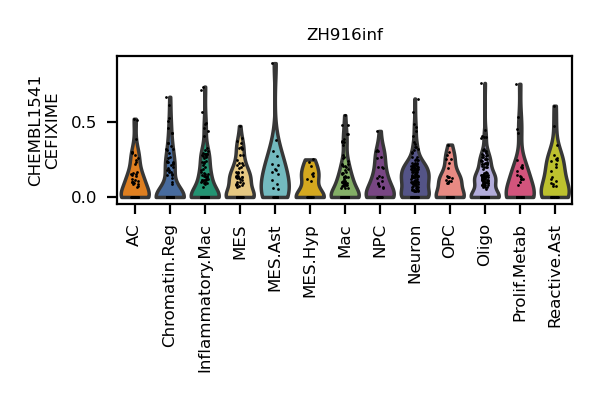 ZH916inf
CHEMBL1541
CEFIXIME
0.5
0.0
AC
Chromatin.Reg
Inflammatory.Mac
MES
MES.Ast
MES.Hyp
Mac
NPC
Neuron
OPC
Oligo
Prolif.Metab
Reactive.Ast